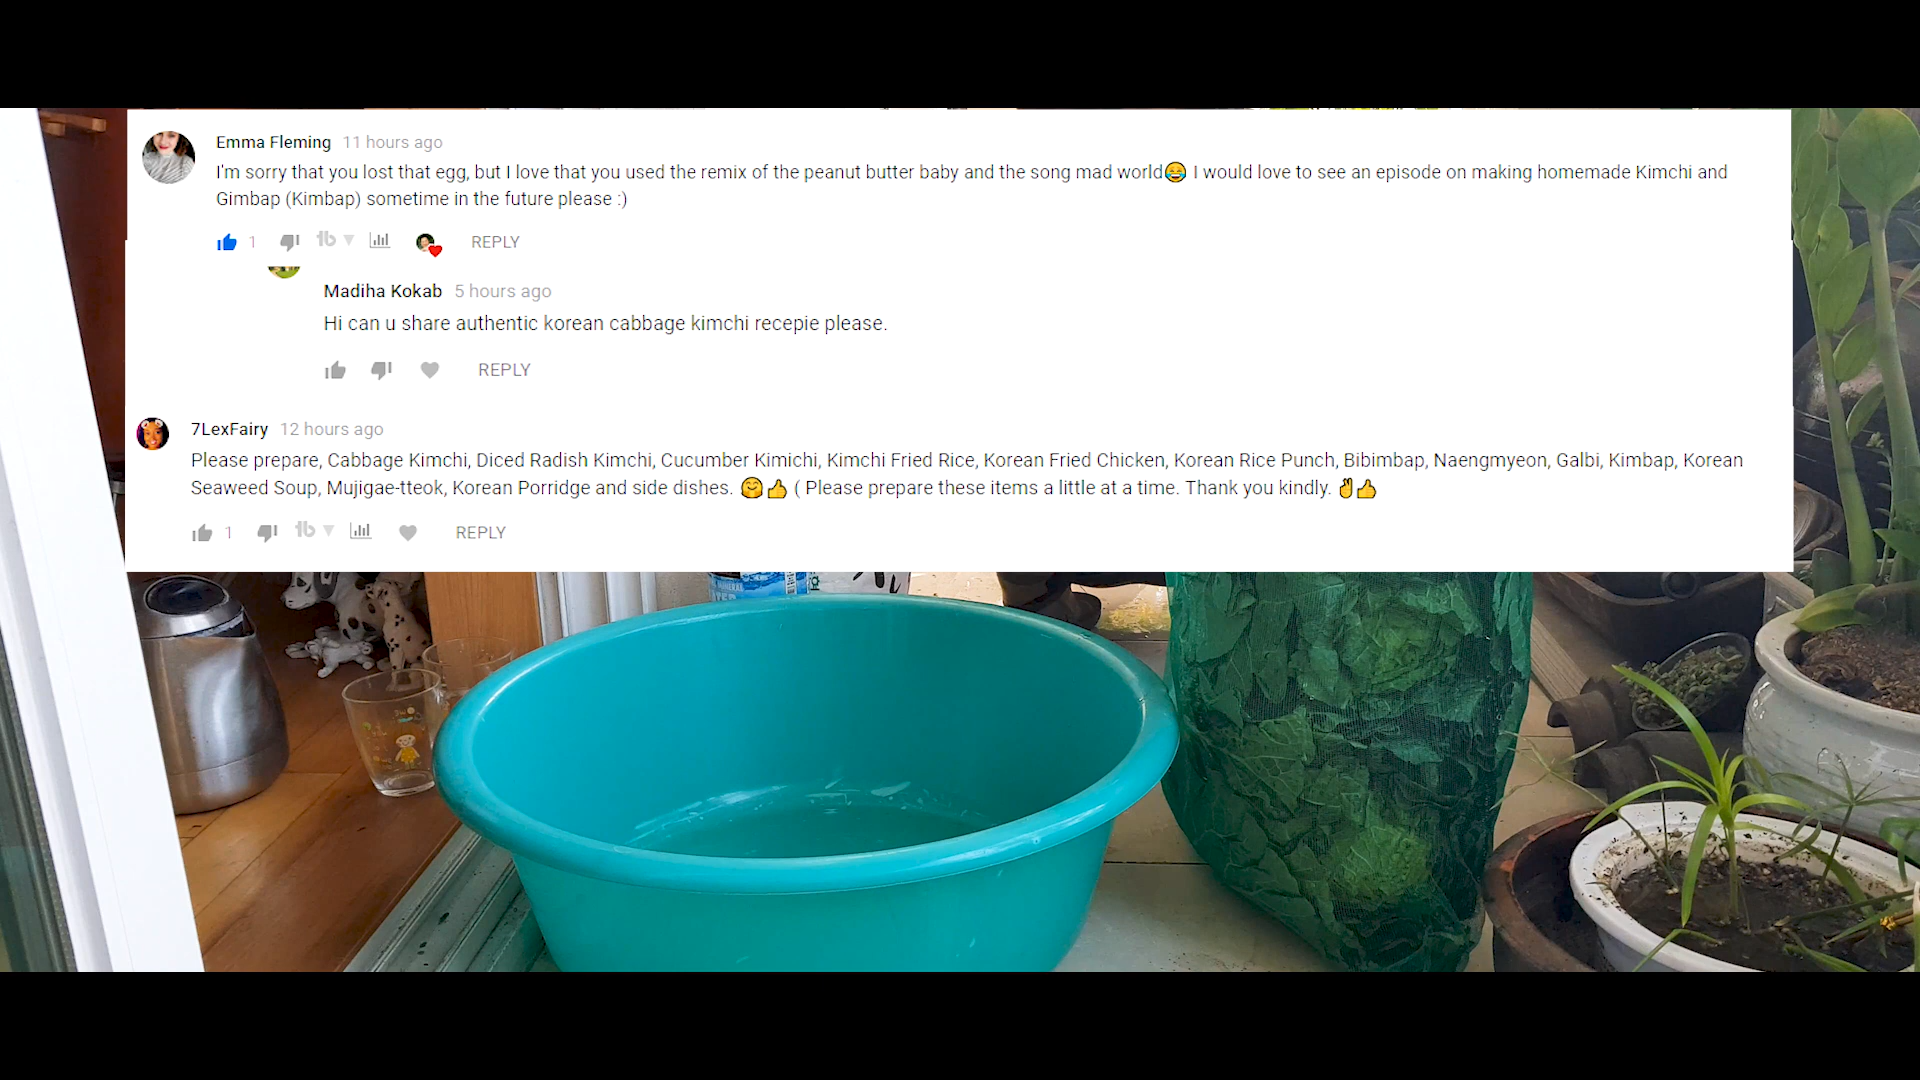 Emma Fleming 11 hours ago
I'm sorry that you lost that egg, but I love that you used the remix of the peanut butter baby and the song mad world😂 I would love to see an episode on making homemade Kimchi and
Gimbap (Kimbap) sometime in the future please :)
1 REPLY
Madiha Kokab 5 hours ago
Hi can u share authentic korean cabbage kimchi recepie please.
REPLY
7LexFairy 12 hours ago
Please prepare, Cabbage Kimchi, Diced Radish Kimchi, Cucumber Kimichi, Kimchi Fried Rice, Korean Fried Chicken, Korean Rice Punch, Bibimbap, Naengmyeon, Galbi, Kimbap, Korean
Seaweed Soup, Mujigae-tteok, Korean Porridge and side dishes. 🤗👍 ( Please prepare these items a little at a time. Thank you kindly. ✌👍
1 REPLY